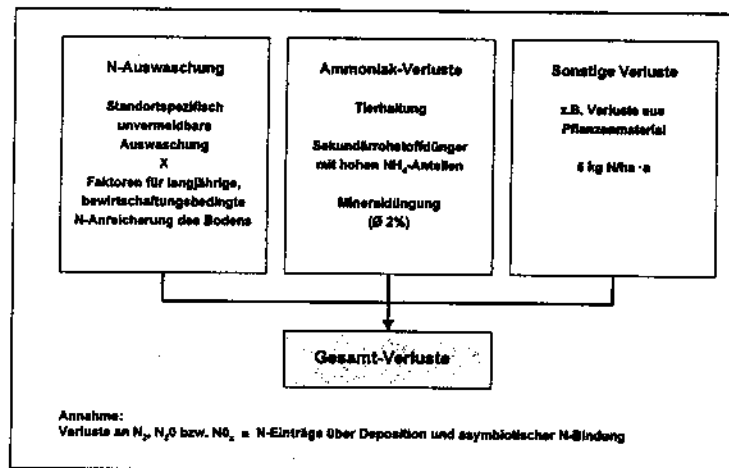 N-Auswaschung
Standortspezifisch
unvermeidbare
Auswaschung
X
Faktoren für langjährige,
bewirtschaftungsbedingte
N-Anreicherung des Bodens
Ammoniak-Verluste
Tierhaltung
Sekundärrohstoffdünger
mit hohen NH₄-Anteilen
Mineraldüngung
(Ø 2%)
Sonstige Verluste
z.B. Verluste aus
Pflanzenmaterial
5 kg N/ha · a
Gesamt-Verluste
Annahme:
Verluste an N₂, N₂O bzw. NOₓ = N-Einträge über Deposition und asymbiotischer N-Bindung